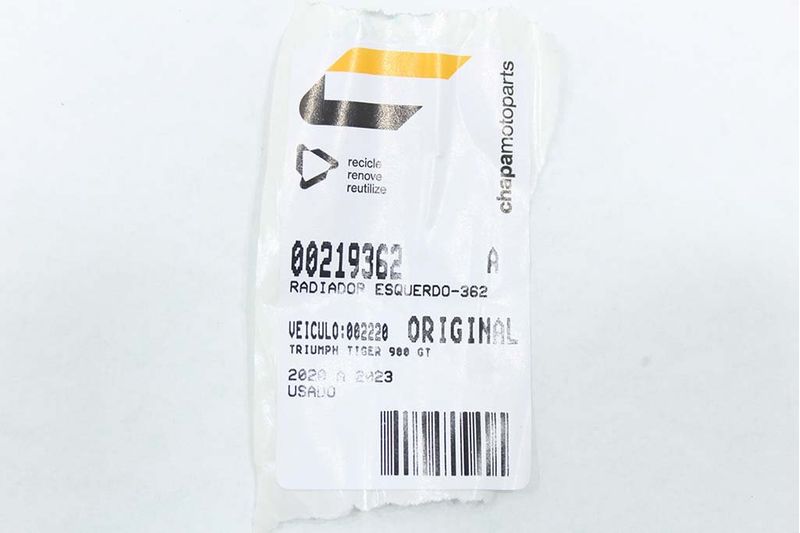 chapamotoparts
recicle
renove
reutilize
00219362 A
RADIADOR ESQUERDO-362
VEICULO:002220 ORIGINAL
TRIUMPH TIGER 900 GT
2020 A 2023
USADO